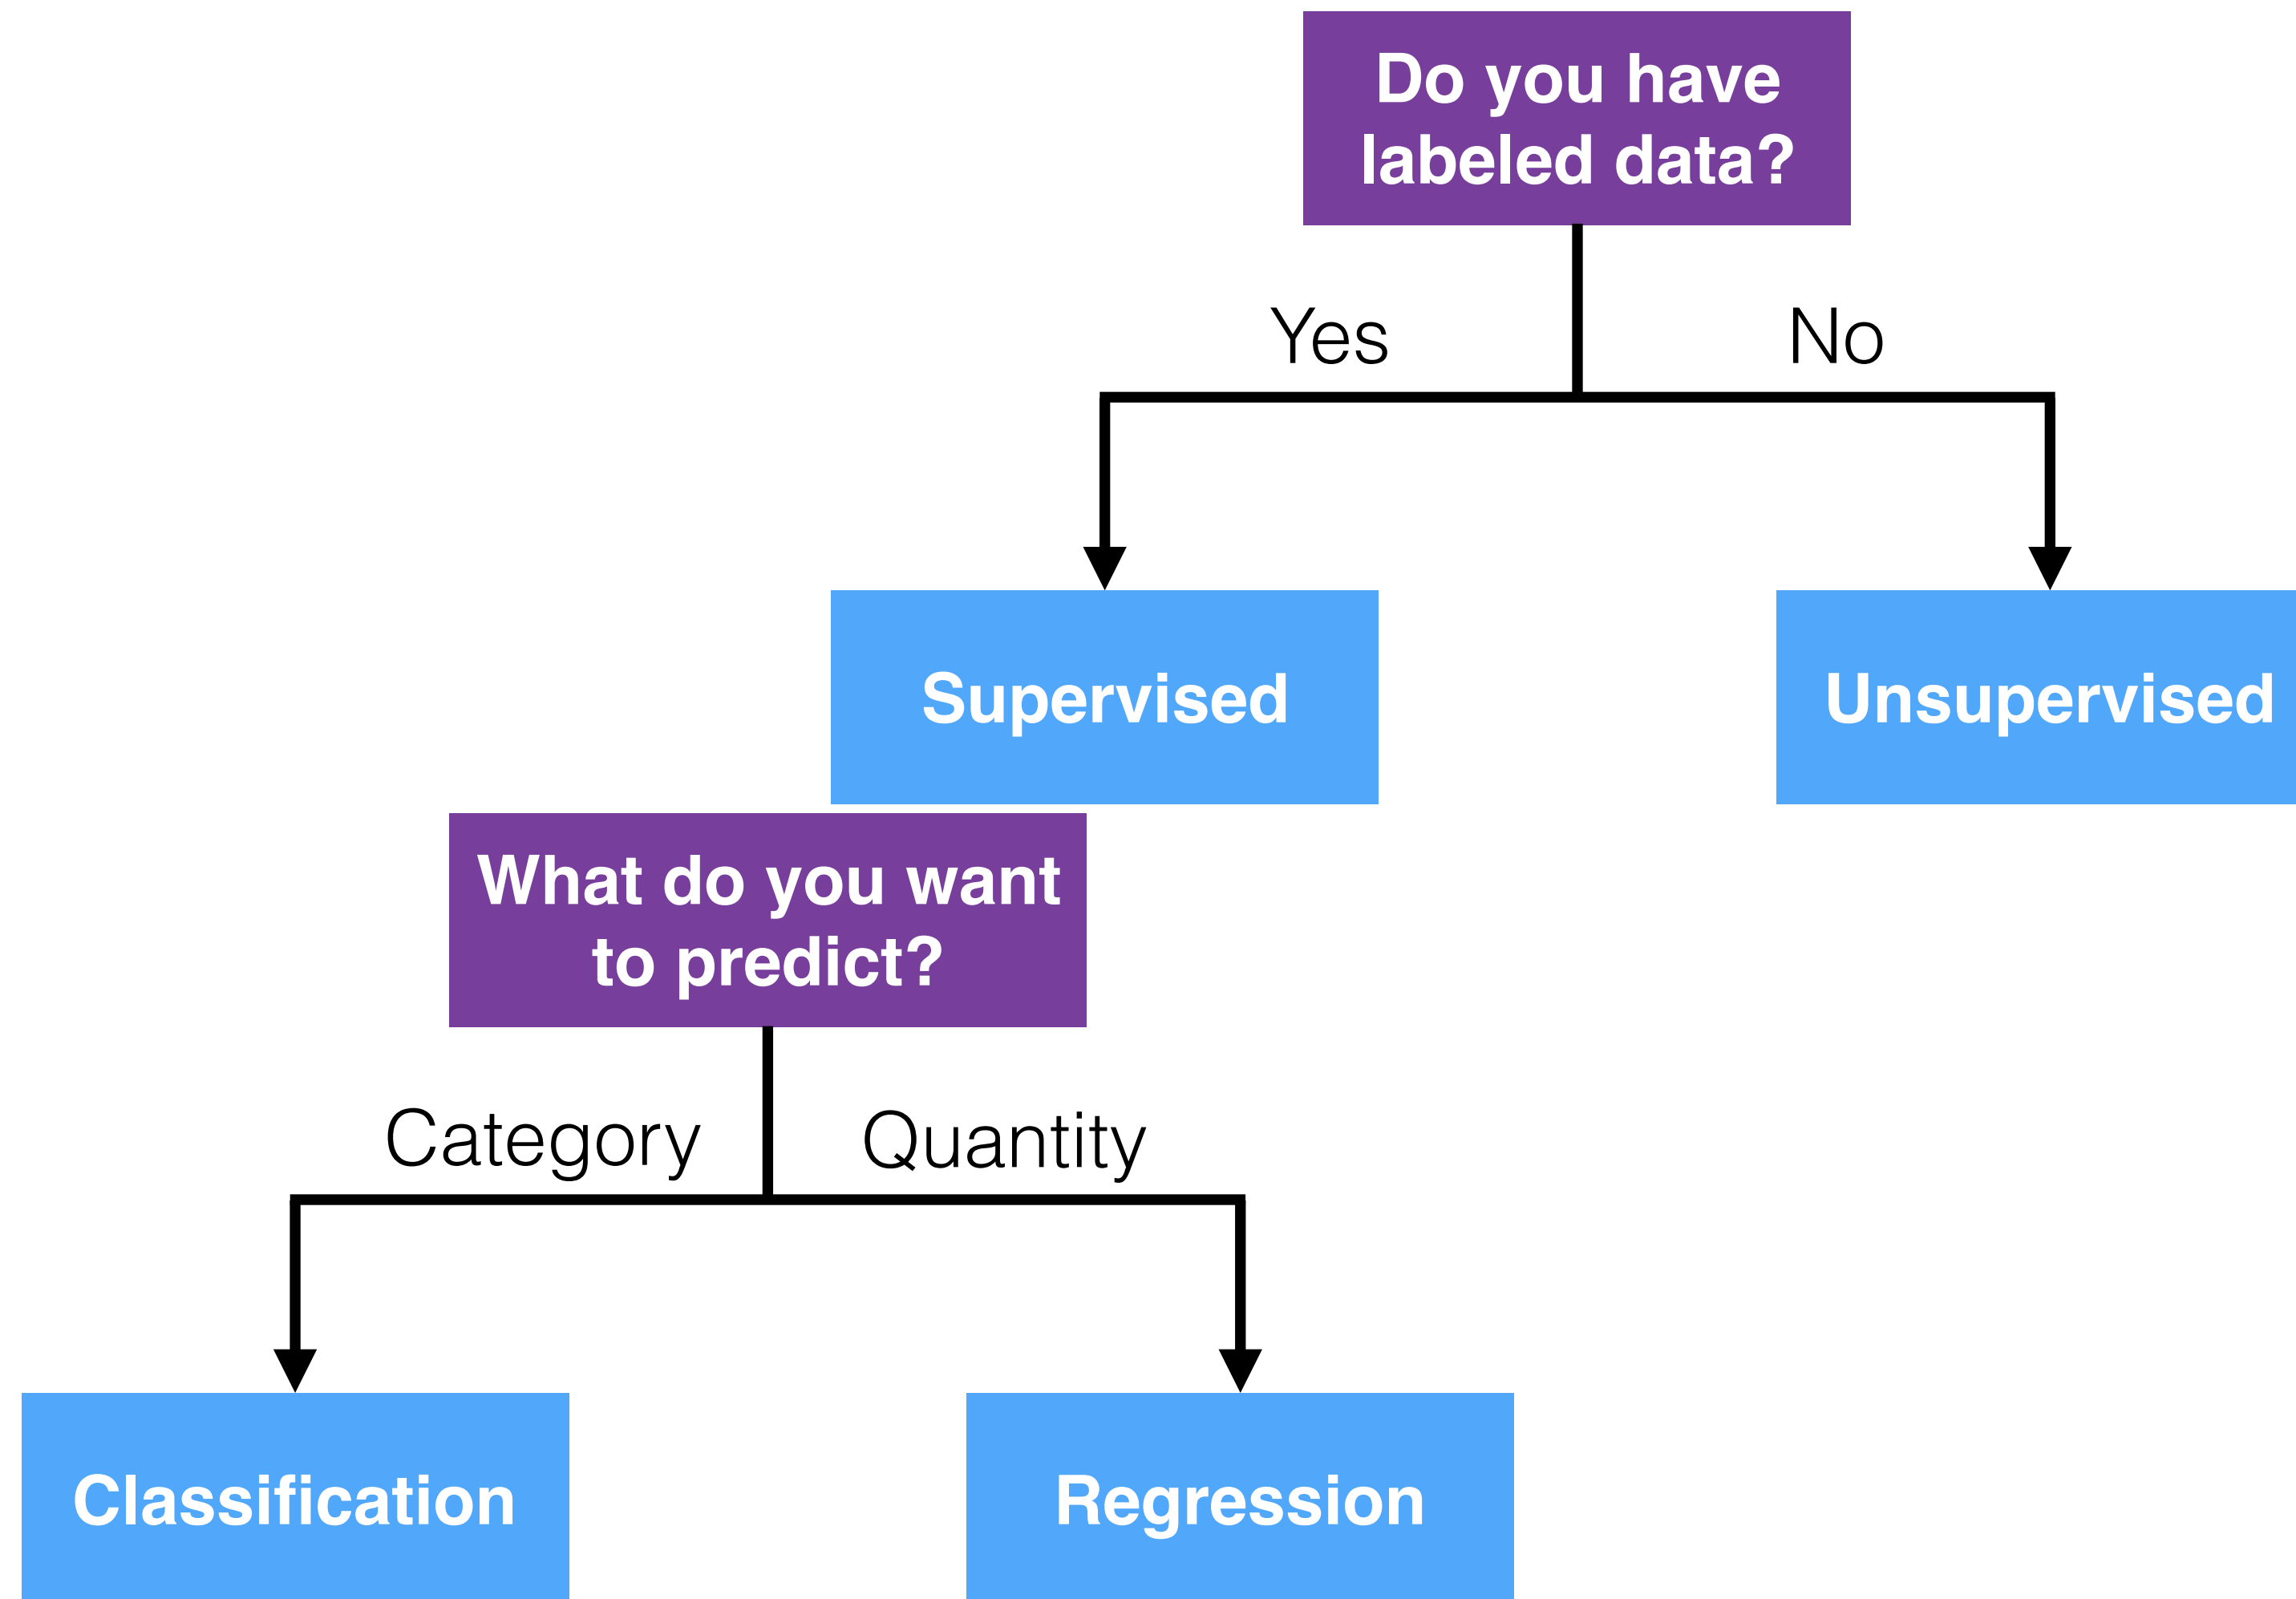 Do you have
labeled data?
Yes
No
Supervised
Unsupervised
What do you want
to predict?
Category
Quantity
Classification
Regression